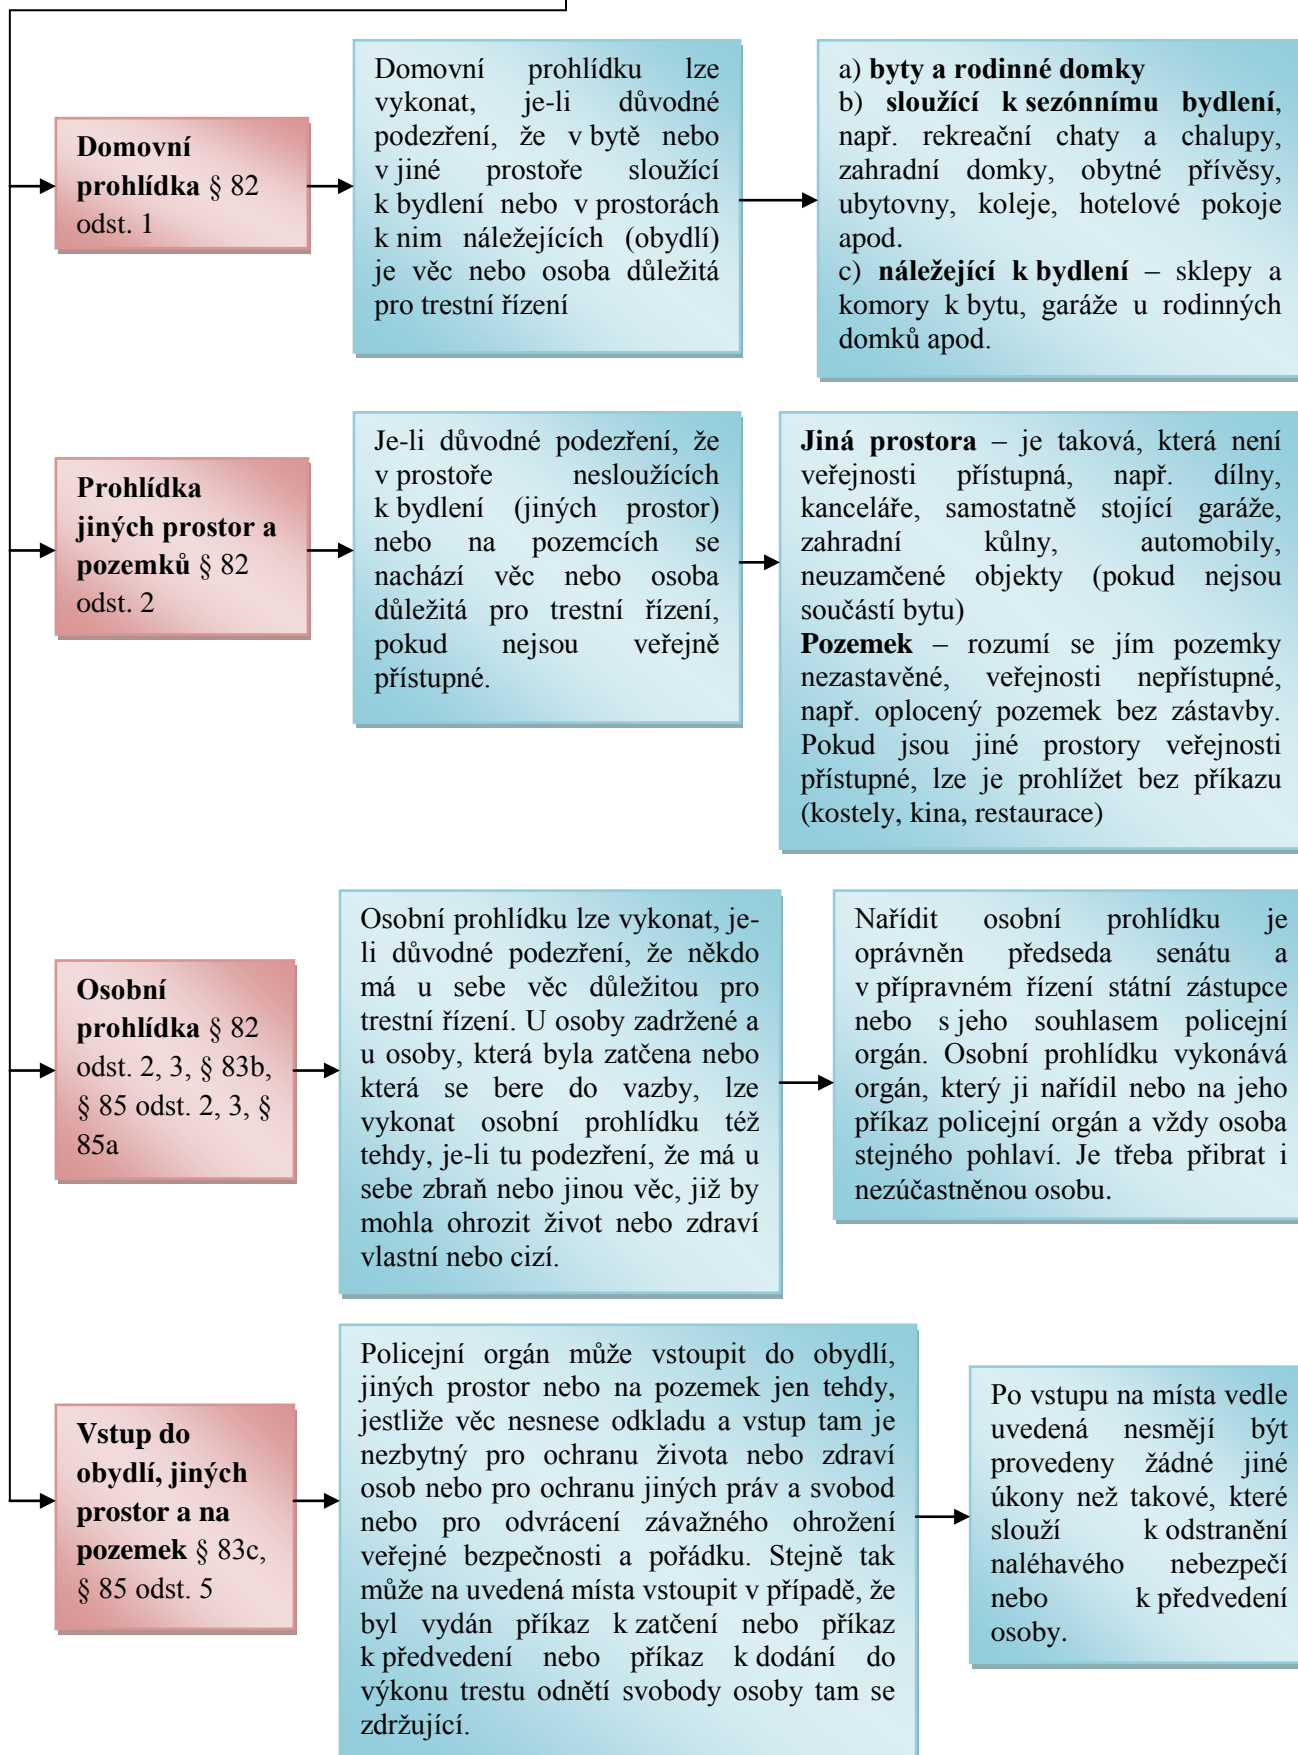 Domovní
prohlídka § 82
odst. 1
Domovní prohlídku lze
vykonat, je-li důvodné
podezření, že v bytě nebo
v jiné prostoře sloužící
k bydlení nebo v prostorách
k nim náležejících (obydlí)
je věc nebo osoba důležitá
pro trestní řízení
a) byty a rodinné domky
b) sloužící k sezónnímu bydlení,
např. rekreační chaty a chalupy,
zahradní domky, obytné přívěsy,
ubytovny, koleje, hotelové pokoje
apod.
c) náležející k bydlení – sklepy a
komory k bytu, garáže u rodinných
domků apod.
Prohlídka
jiných prostor a
pozemků § 82
odst. 2
Je-li důvodné podezření, že
v prostoře nesloužících
k bydlení (jiných prostor)
nebo na pozemcích se
nachází věc nebo osoba
důležitá pro trestní řízení,
pokud nejsou veřejně
přístupné.
Jiná prostora – je taková, která není
veřejnosti přístupná, např. dílny,
kanceláře, samostatně stojící garáže,
zahradní kůlny, automobily,
neuzamčené objekty (pokud nejsou
součástí bytu)
Pozemek – rozumí se jím pozemky
nezastavěné, veřejnosti nepřístupné,
např. oplocený pozemek bez zástavby.
Pokud jsou jiné prostory veřejnosti
přístupné, lze je prohlížet bez příkazu
(kostely, kina, restaurace)
Osobní
prohlídka § 82
odst. 2, 3, § 83b,
§ 85 odst. 2, 3, §
85a
Osobní prohlídku lze vykonat, je-
li důvodné podezření, že někdo
má u sebe věc důležitou pro
trestní řízení. U osoby zadržené a
u osoby, která byla zatčena nebo
která se bere do vazby, lze
vykonat osobní prohlídku též
tehdy, je-li tu podezření, že má u
sebe zbraň nebo jinou věc, již by
mohla ohrozit život nebo zdraví
vlastní nebo cizí.
Nařídit osobní prohlídku je
oprávněn předseda senátu a
v přípravném řízení státní zástupce
nebo s jeho souhlasem policejní
orgán. Osobní prohlídku vykonává
orgán, který ji nařídil nebo na jeho
příkaz policejní orgán a vždy osoba
stejného pohlaví. Je třeba přibrat i
nezúčastněnou osobu.
Vstup do
obydlí, jiných
prostor a na
pozemek § 83c,
§ 85 odst. 5
Policejní orgán může vstoupit do obydlí,
jiných prostor nebo na pozemek jen tehdy,
jestliže věc nesnese odkladu a vstup tam je
nezbytný pro ochranu života nebo zdraví
osob nebo pro ochranu jiných práv a svobod
nebo pro odvrácení závažného ohrožení
veřejné bezpečnosti a pořádku. Stejně tak
může na uvedená místa vstoupit v případě, že
byl vydán příkaz k zatčení nebo příkaz
k předvedení nebo příkaz k dodání do
výkonu trestu odnětí svobody osoby tam se
zdržující.
Po vstupu na místa vedle
uvedená nesmějí být
provedeny žádné jiné
úkony než takové, které
slouží k odstranění
naléhavého nebezpečí
nebo k předvedení
osoby.